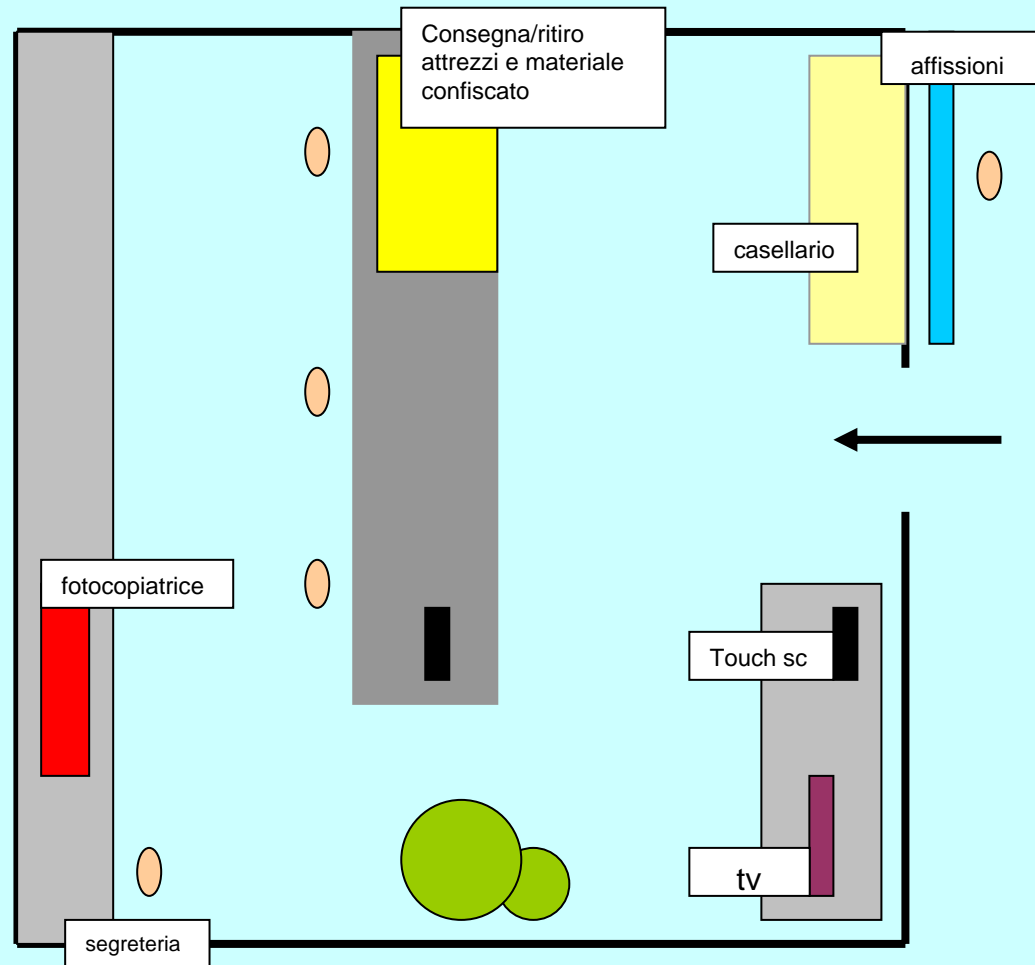 Consegna/ritiro
attrezzi e materiale
confiscato
affissioni
casellario
fotocopiatrice
Touch sc
tv
segreteria